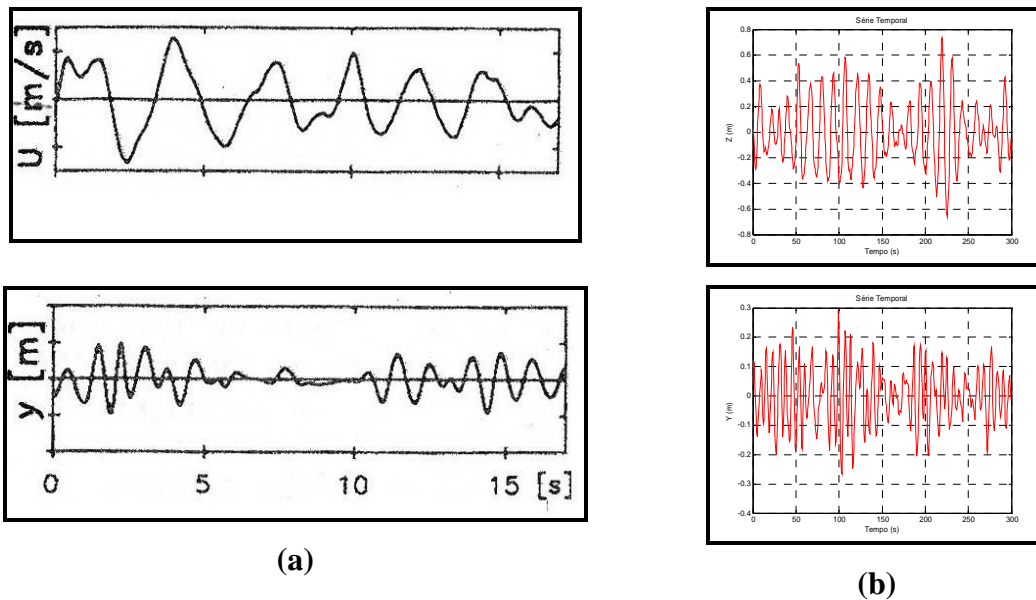 U [m/s]
y [m]
0 5 10 15 [s]
(a)
Série Temporal
Z (m)
0.8
0.6
0.4
0.2
0
-0.2
-0.4
-0.6
-0.8
0 50 100 150 200 250 300
Tempo (s)
Série Temporal
Y (m)
0.3
0.2
0.1
0
-0.1
-0.2
-0.3
-0.4
0 50 100 150 200 250 300
Tempo (s)
(b)